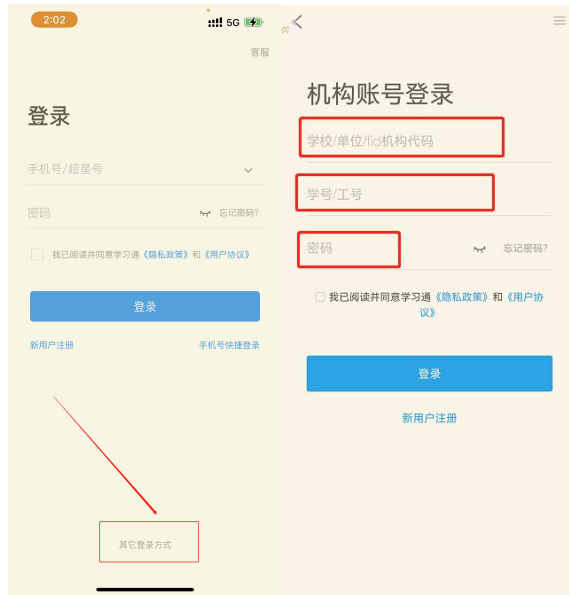 2:02
5G
客服
登录
手机号/超星号
密码
忘记密码?
我已阅读并同意学习通《隐私政策》和《用户协议》
登录
新用户注册
手机号快捷登录
其它登录方式
机构账号登录
学校/单位/fid机构代码
学号/工号
密码
忘记密码?
我已阅读并同意学习通《隐私政策》和《用户协
议》
登录
新用户注册